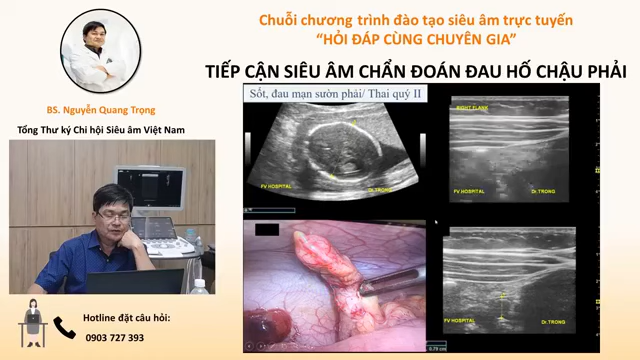 Chuỗi chương trình đào tạo siêu âm trực tuyến
“HỎI ĐÁP CÙNG CHUYÊN GIA”
TIẾP CẬN SIÊU ÂM CHẨN ĐOÁN ĐAU HỐ CHẬU PHẢI
BS. Nguyễn Quang Trọng
Tổng Thư ký Chi hội Siêu âm Việt Nam
Sốt, đau mạn sườn phải/ Thai quý II
RIGHT FLANK
FV HOSPITAL
Dr.TRONG
FV HOSPITAL
Dr.TRONG
FV HOSPITAL
Dr.TRONG
0.70 cm
Hotline đặt câu hỏi:
0903 727 393